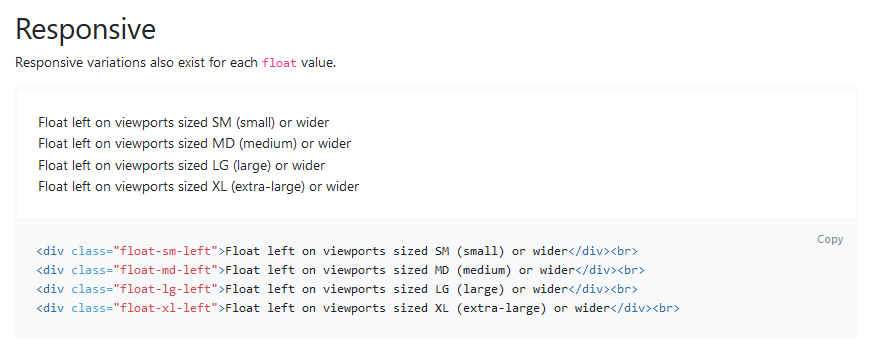 Responsive
Responsive variations also exist for each float value.
Float left on viewports sized SM (small) or wider
Float left on viewports sized MD (medium) or wider
Float left on viewports sized LG (large) or wider
Float left on viewports sized XL (extra-large) or wider
Copy
<div class="float-sm-left">Float left on viewports sized SM (small) or wider</div><br>
<div class="float-md-left">Float left on viewports sized MD (medium) or wider</div><br>
<div class="float-lg-left">Float left on viewports sized LG (large) or wider</div><br>
<div class="float-xl-left">Float left on viewports sized XL (extra-large) or wider</div><br>